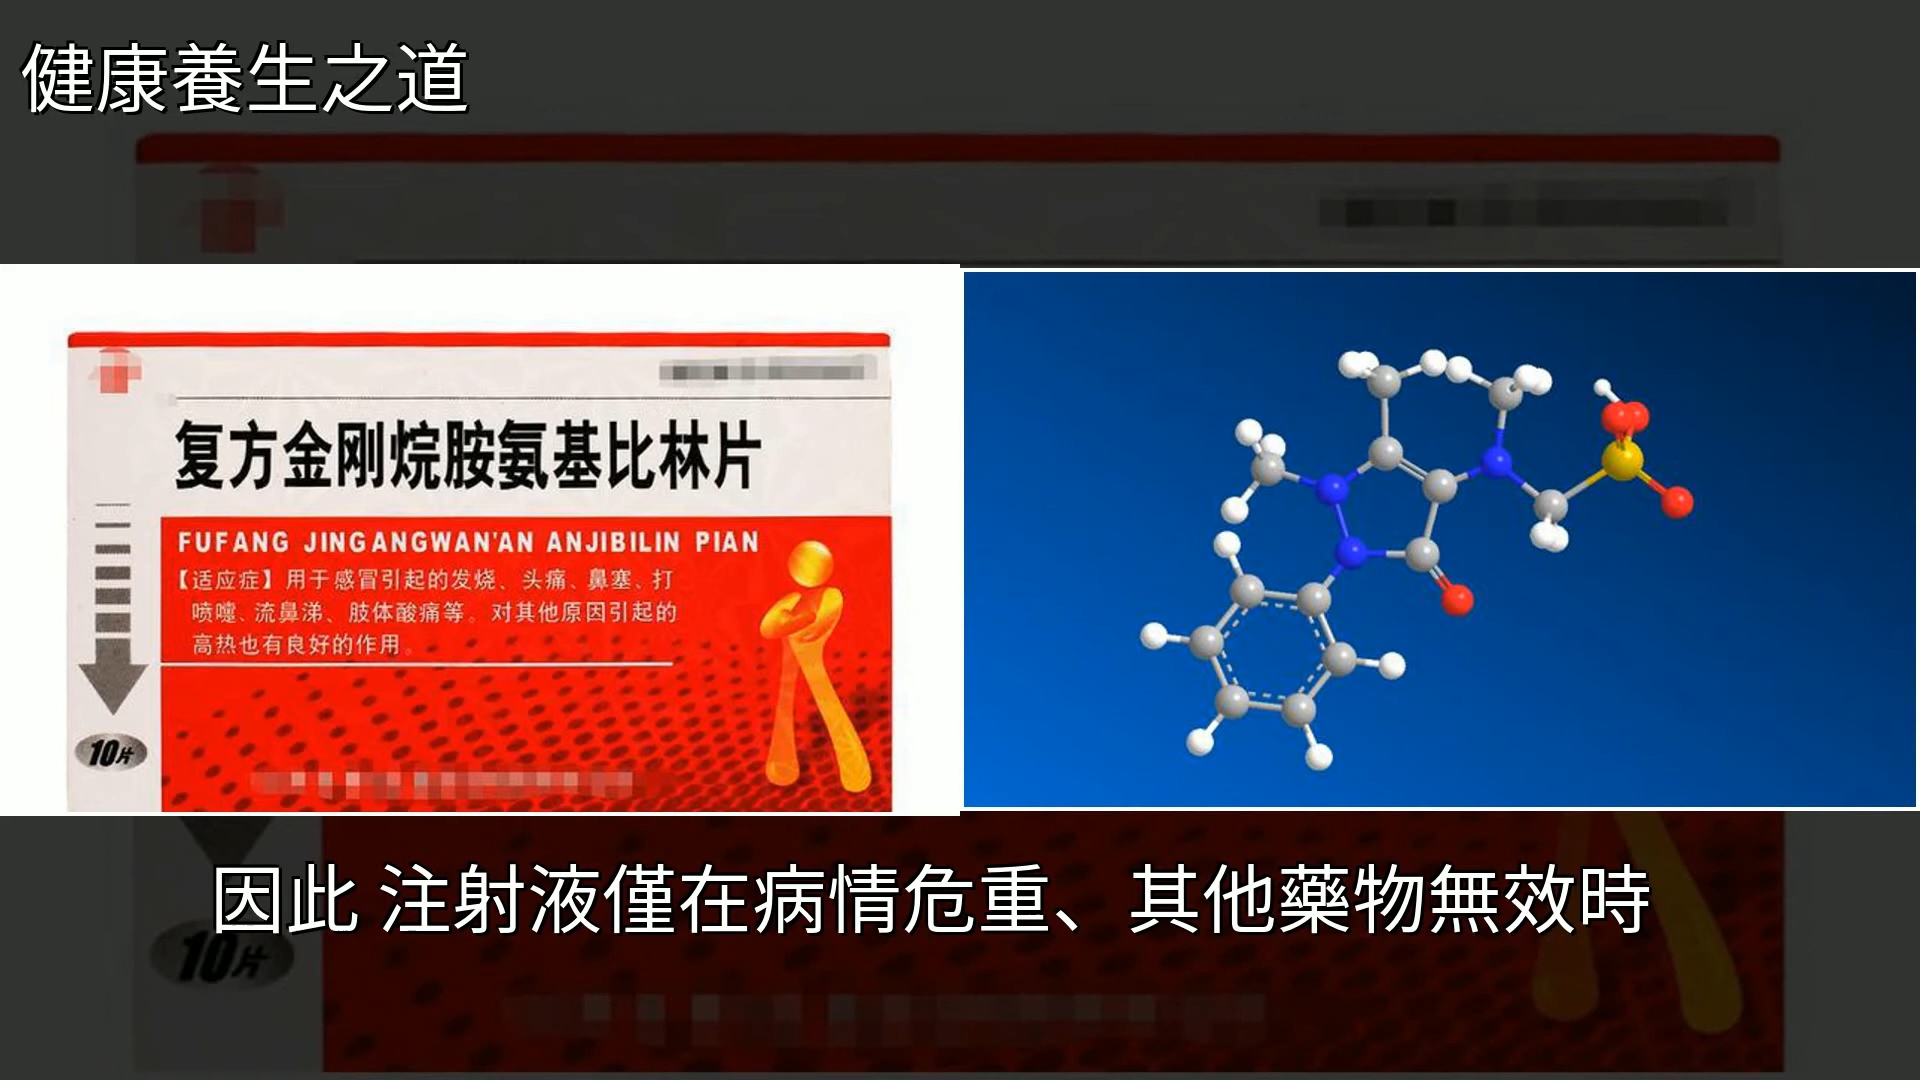 健康養生之道
复方金刚烷胺氨基比林片
FUFANG JINGANGWAN'AN ANJIBILIN PIAN
【适应症】用于感冒引起的发烧、头痛、鼻塞、打
喷嚏、流鼻涕、肢体酸痛等。对其他原因引起的
高热也有良好的作用。
10片
因此 注射液僅在病情危重、其他藥物無效時
10片